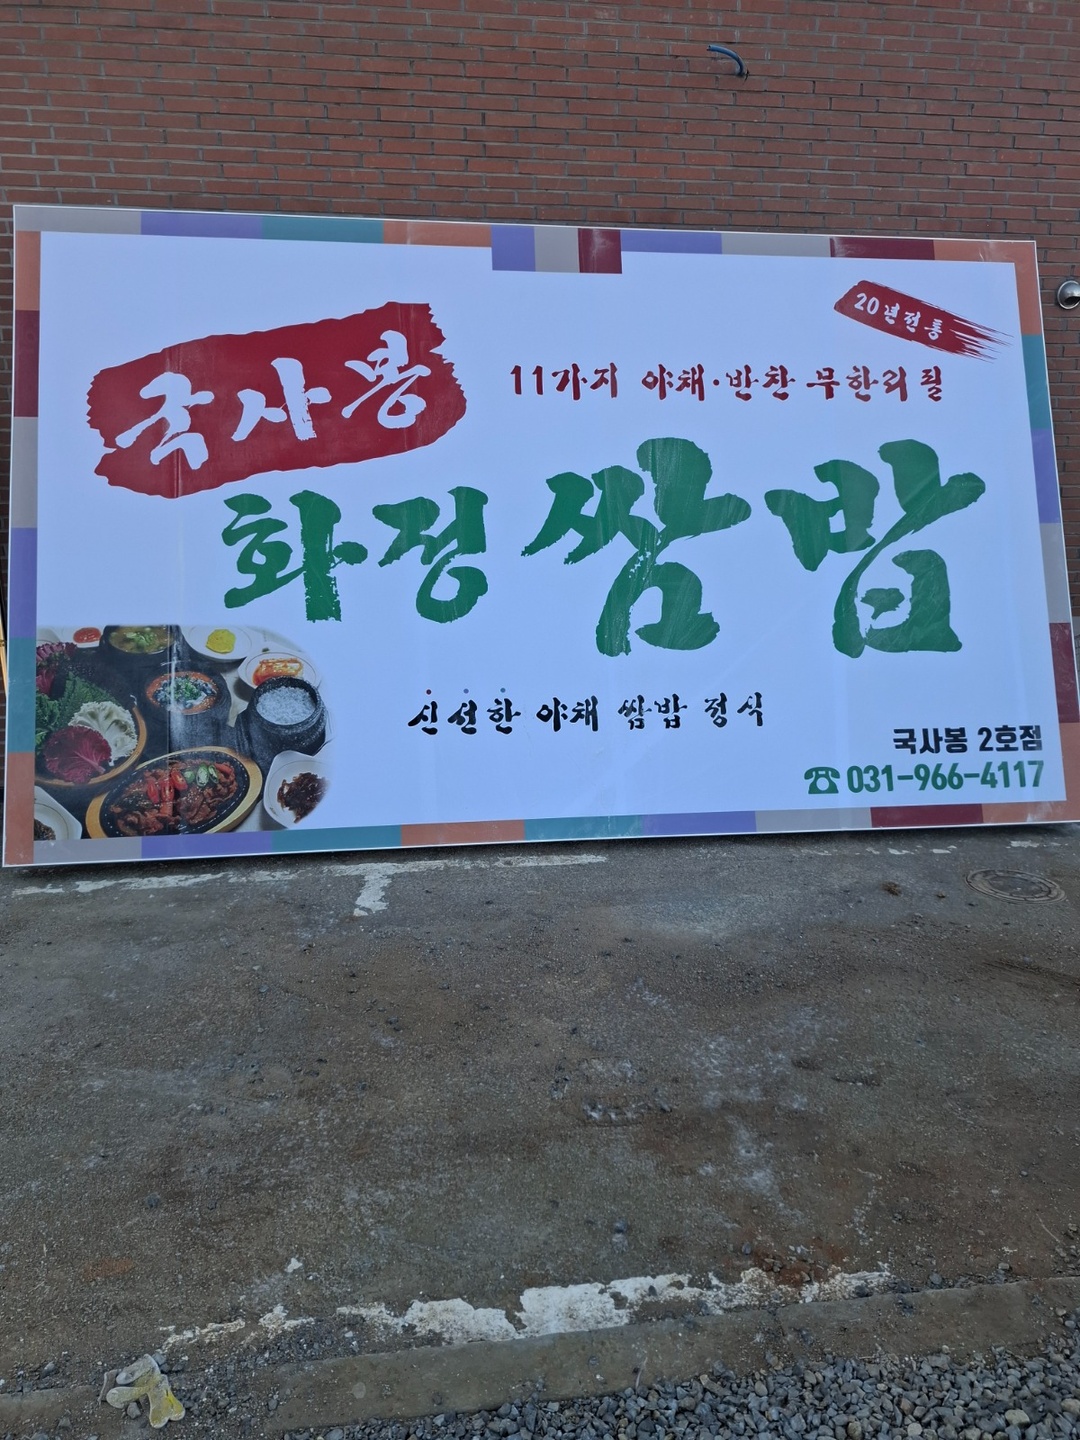 20년전통
국사봉
11가지 야채·반찬 무한리필
화정쌈밥
신선한 야채 쌈밥 정식
국사봉 2호점
☎031-966-4117